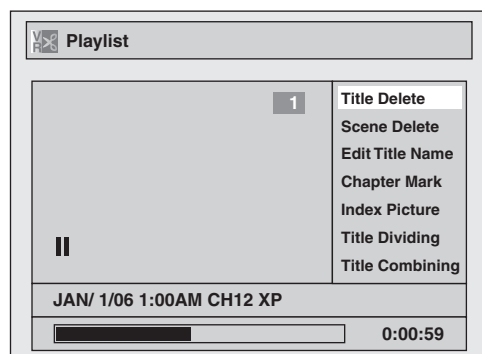 VR Playlist
1
Title Delete
Scene Delete
Edit Title Name
Chapter Mark
Index Picture
Title Dividing
Title Combining
JAN/ 1/06 1:00AM CH12 XP
0:00:59